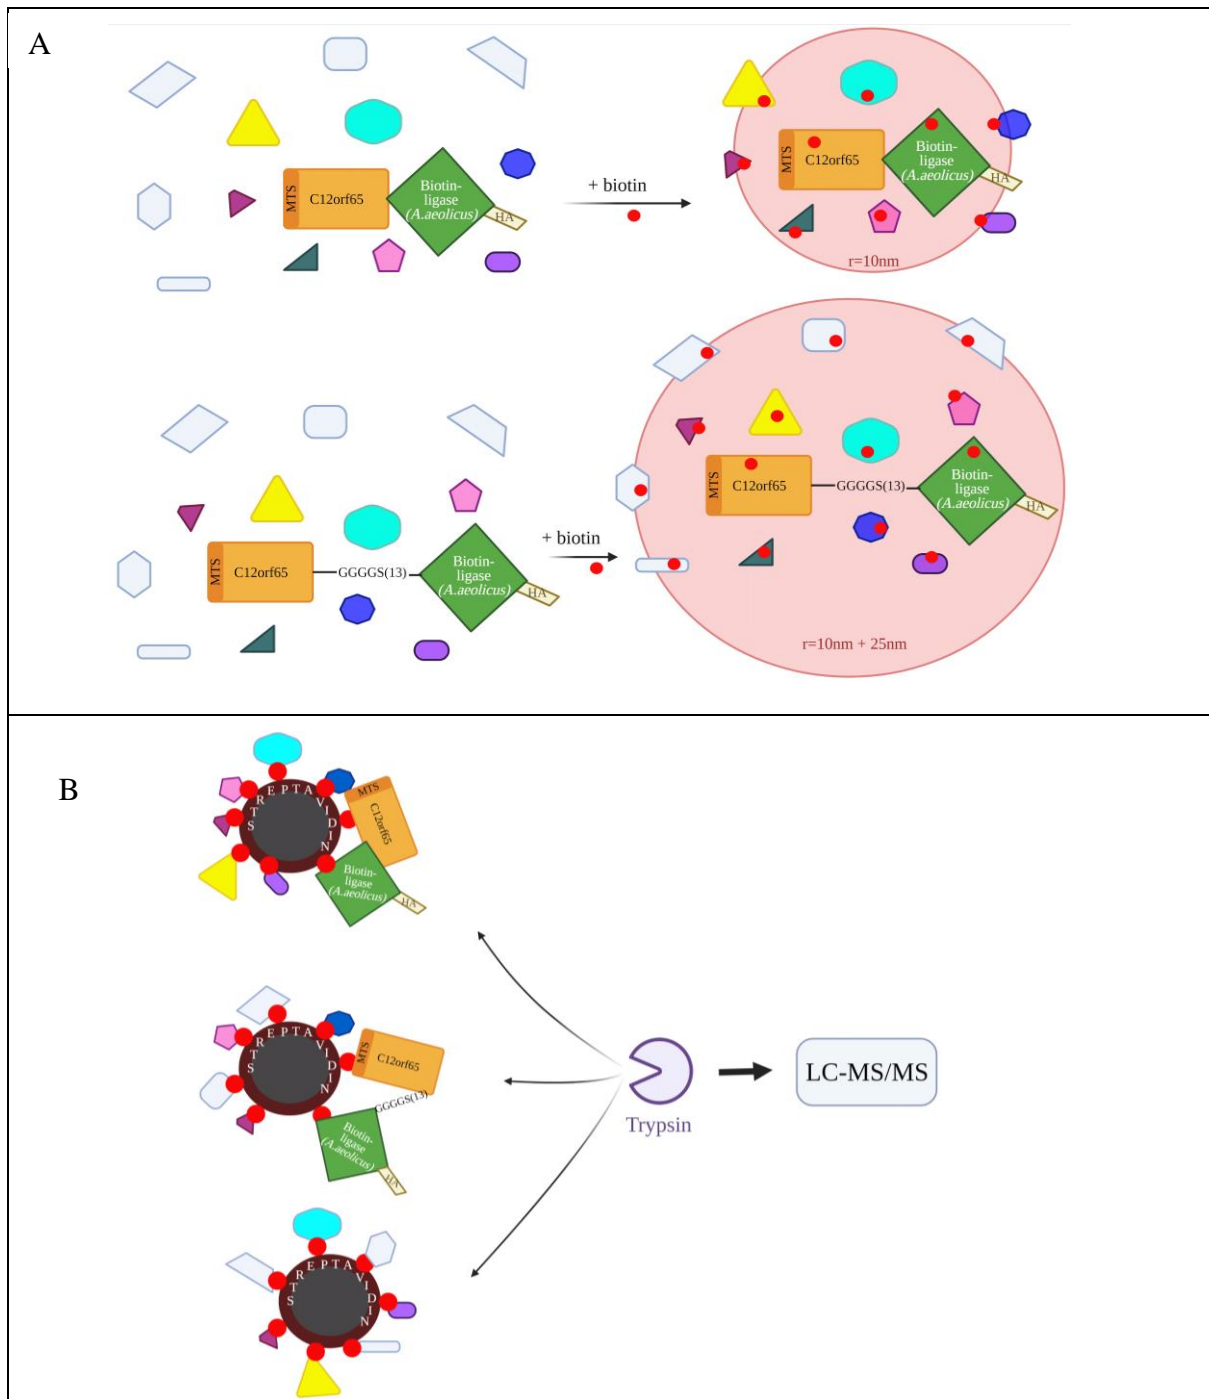 A
MTS
C12orf65
Biotin-
ligase
(A.aeolicus)
HA
+ biotin
MTS
C12orf65
Biotin-
ligase
(A.aeolicus)
HA
r=10nm
MTS
C12orf65
GGGGS(13)
Biotin-
ligase
(A.aeolicus)
HA
+ biotin
MTS
C12orf65
GGGGS(13)
Biotin-
ligase
(A.aeolicus)
HA
r=10nm + 25nm
B
STREPTAVIDIN
MTS
C12orf65
Biotin-
ligase
(A.aeolicus)
HA
STREPTAVIDIN
MTS
C12orf65
GGGGS(13)
Biotin-
ligase
(A.aeolicus)
HA
STREPTAVIDIN
Trypsin
LC-MS/MS